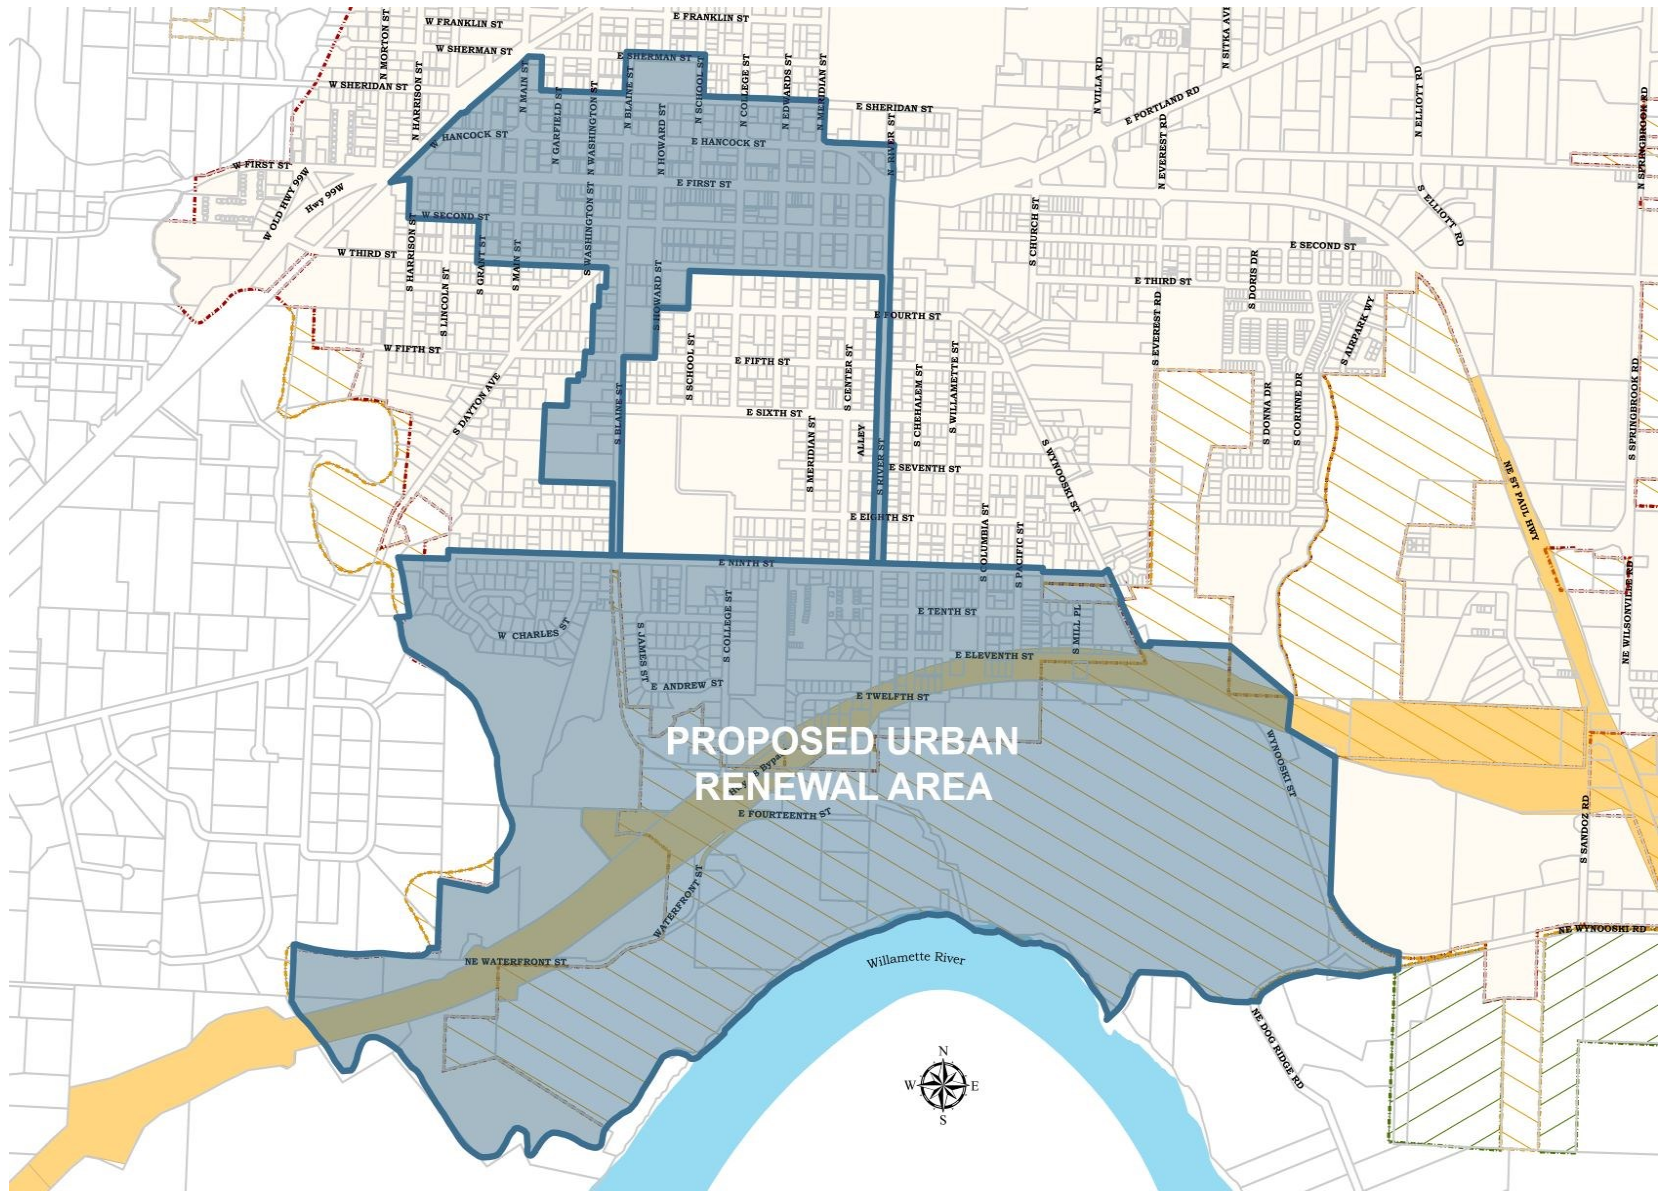 E FRANKLIN ST
W FRANKLIN ST
N MORTON ST
N SITKA AVE
W SHERMAN ST
E SHERMAN ST
N HARRISON ST
W SHERIDAN ST
N MAIN ST
N GARFIELD ST
N WASHINGTON ST
N BLAINE ST
N HOWARD ST
N SCHOOL ST
N COLLEGE ST
N EDWARDS ST
N MERIDIAN ST
E SHERIDAN ST
N RIVER ST
N VILLA RD
E PORTLAND RD
N EVEREST RD
N ELLIOTT RD
N SPRINGBROOK RD
W HANCOCK ST
E HANCOCK ST
W FIRST ST
E FIRST ST
W OLD HWY 99W
Hwy 99W
W SECOND ST
S WASHINGTON ST
S CHURCH ST
S ELLIOTT RD
E SECOND ST
W THIRD ST
S HARRISON ST
S LINCOLN ST
S GRANT ST
S MAIN ST
S HOWARD ST
E THIRD ST
S DORIS DR
E FOURTH ST
S EVEREST RD
S AIRPARK WY
W FIFTH ST
S SCHOOL ST
E FIFTH ST
S CENTER ST
S CHEHALEM ST
S WILLAMETTE ST
S DAYTON AVE
S BLAINE ST
E SIXTH ST
S MERIDIAN ST
ALLEY
S RIVER ST
S DONNA DR
S CORINNE DR
S SPRINGBROOK RD
E SEVENTH ST
S WYNOOSKI ST
NE ST PAUL HWY
E EIGHTH ST
S COLUMBIA ST
S PACIFIC ST
E NINTH ST
NE WILSONVILLE RD
W CHARLES ST
S JAMES ST
S COLLEGE ST
E TENTH ST
S MILL PL
E ELEVENTH ST
E ANDREW ST
E TWELFTH ST
PROPOSED URBAN
RENEWAL AREA
WYNOOSKI ST
E FOURTEENTH ST
S SANDOZ RD
WATERFRONT ST
NE WATERFRONT ST
Willamette River
NE WYNOOSKI RD
NE DOG RIDGE RD
N
W
E
S